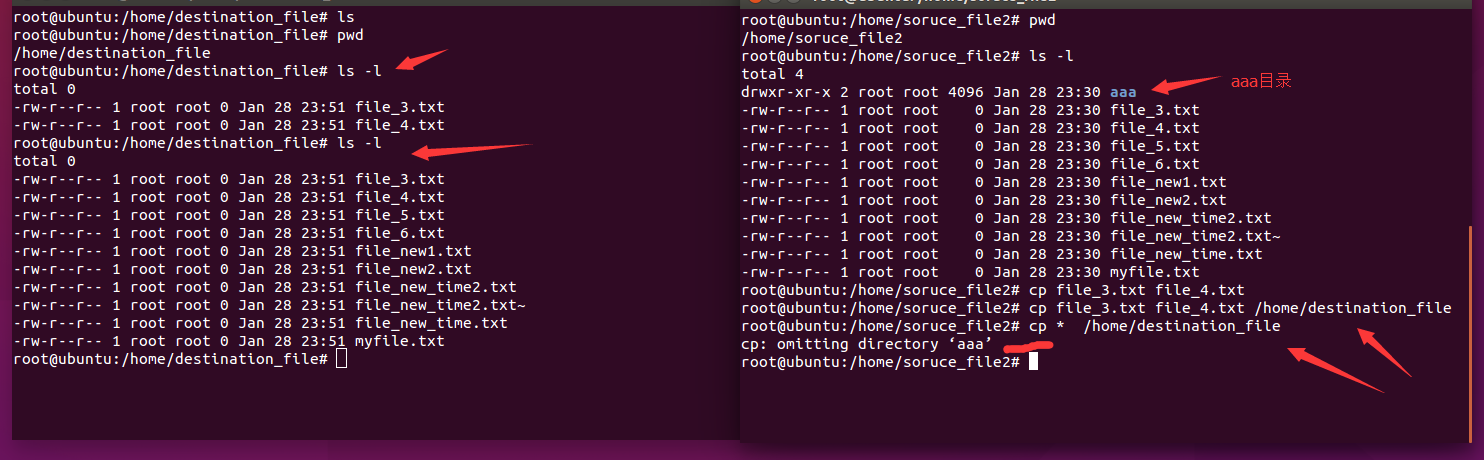 root@ubuntu:/home/destination_file# ls
root@ubuntu:/home/destination_file# pwd
/home/destination_file
root@ubuntu:/home/destination_file# ls -l
total 0
-rw-r--r-- 1 root root 0 Jan 28 23:51 file_3.txt
-rw-r--r-- 1 root root 0 Jan 28 23:51 file_4.txt
root@ubuntu:/home/destination_file# ls -l
total 0
-rw-r--r-- 1 root root 0 Jan 28 23:51 file_3.txt
-rw-r--r-- 1 root root 0 Jan 28 23:51 file_4.txt
-rw-r--r-- 1 root root 0 Jan 28 23:51 file_5.txt
-rw-r--r-- 1 root root 0 Jan 28 23:51 file_6.txt
-rw-r--r-- 1 root root 0 Jan 28 23:51 file_new1.txt
-rw-r--r-- 1 root root 0 Jan 28 23:51 file_new2.txt
-rw-r--r-- 1 root root 0 Jan 28 23:51 file_new_time2.txt
-rw-r--r-- 1 root root 0 Jan 28 23:51 file_new_time2.txt~
-rw-r--r-- 1 root root 0 Jan 28 23:51 file_new_time.txt
-rw-r--r-- 1 root root 0 Jan 28 23:51 myfile.txt
root@ubuntu:/home/destination_file#
root@ubuntu:/home/soruce_file2# pwd
/home/soruce_file2
root@ubuntu:/home/soruce_file2# ls -l
total 4
drwxr-xr-x 2 root root 4096 Jan 28 23:30 aaa
aaa目录
-rw-r--r-- 1 root root    0 Jan 28 23:30 file_3.txt
-rw-r--r-- 1 root root    0 Jan 28 23:30 file_4.txt
-rw-r--r-- 1 root root    0 Jan 28 23:30 file_5.txt
-rw-r--r-- 1 root root    0 Jan 28 23:30 file_6.txt
-rw-r--r-- 1 root root    0 Jan 28 23:30 file_new1.txt
-rw-r--r-- 1 root root    0 Jan 28 23:30 file_new2.txt
-rw-r--r-- 1 root root    0 Jan 28 23:30 file_new_time2.txt
-rw-r--r-- 1 root root    0 Jan 28 23:30 file_new_time2.txt~
-rw-r--r-- 1 root root    0 Jan 28 23:30 file_new_time.txt
-rw-r--r-- 1 root root    0 Jan 28 23:30 myfile.txt
root@ubuntu:/home/soruce_file2# cp file_3.txt file_4.txt
root@ubuntu:/home/soruce_file2# cp file_3.txt file_4.txt /home/destination_file
root@ubuntu:/home/soruce_file2# cp *  /home/destination_file
cp: omitting directory ‘aaa’
root@ubuntu:/home/soruce_file2#